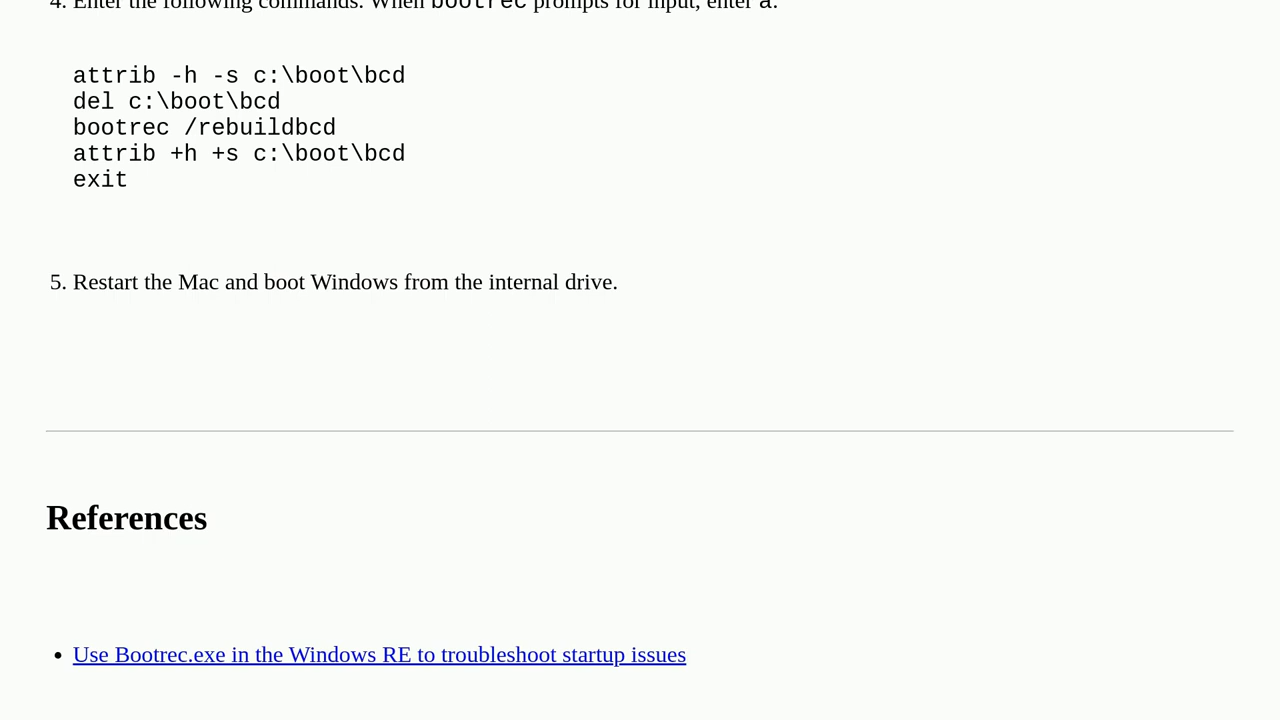 4. Enter the following commands. When bootrec prompts for input, enter a.
attrib -h -s c:\boot\bcd
del c:\boot\bcd
bootrec /rebuildbcd
attrib +h +s c:\boot\bcd
exit
5. Restart the Mac and boot Windows from the internal drive.
References
• Use Bootrec.exe in the Windows RE to troubleshoot startup issues